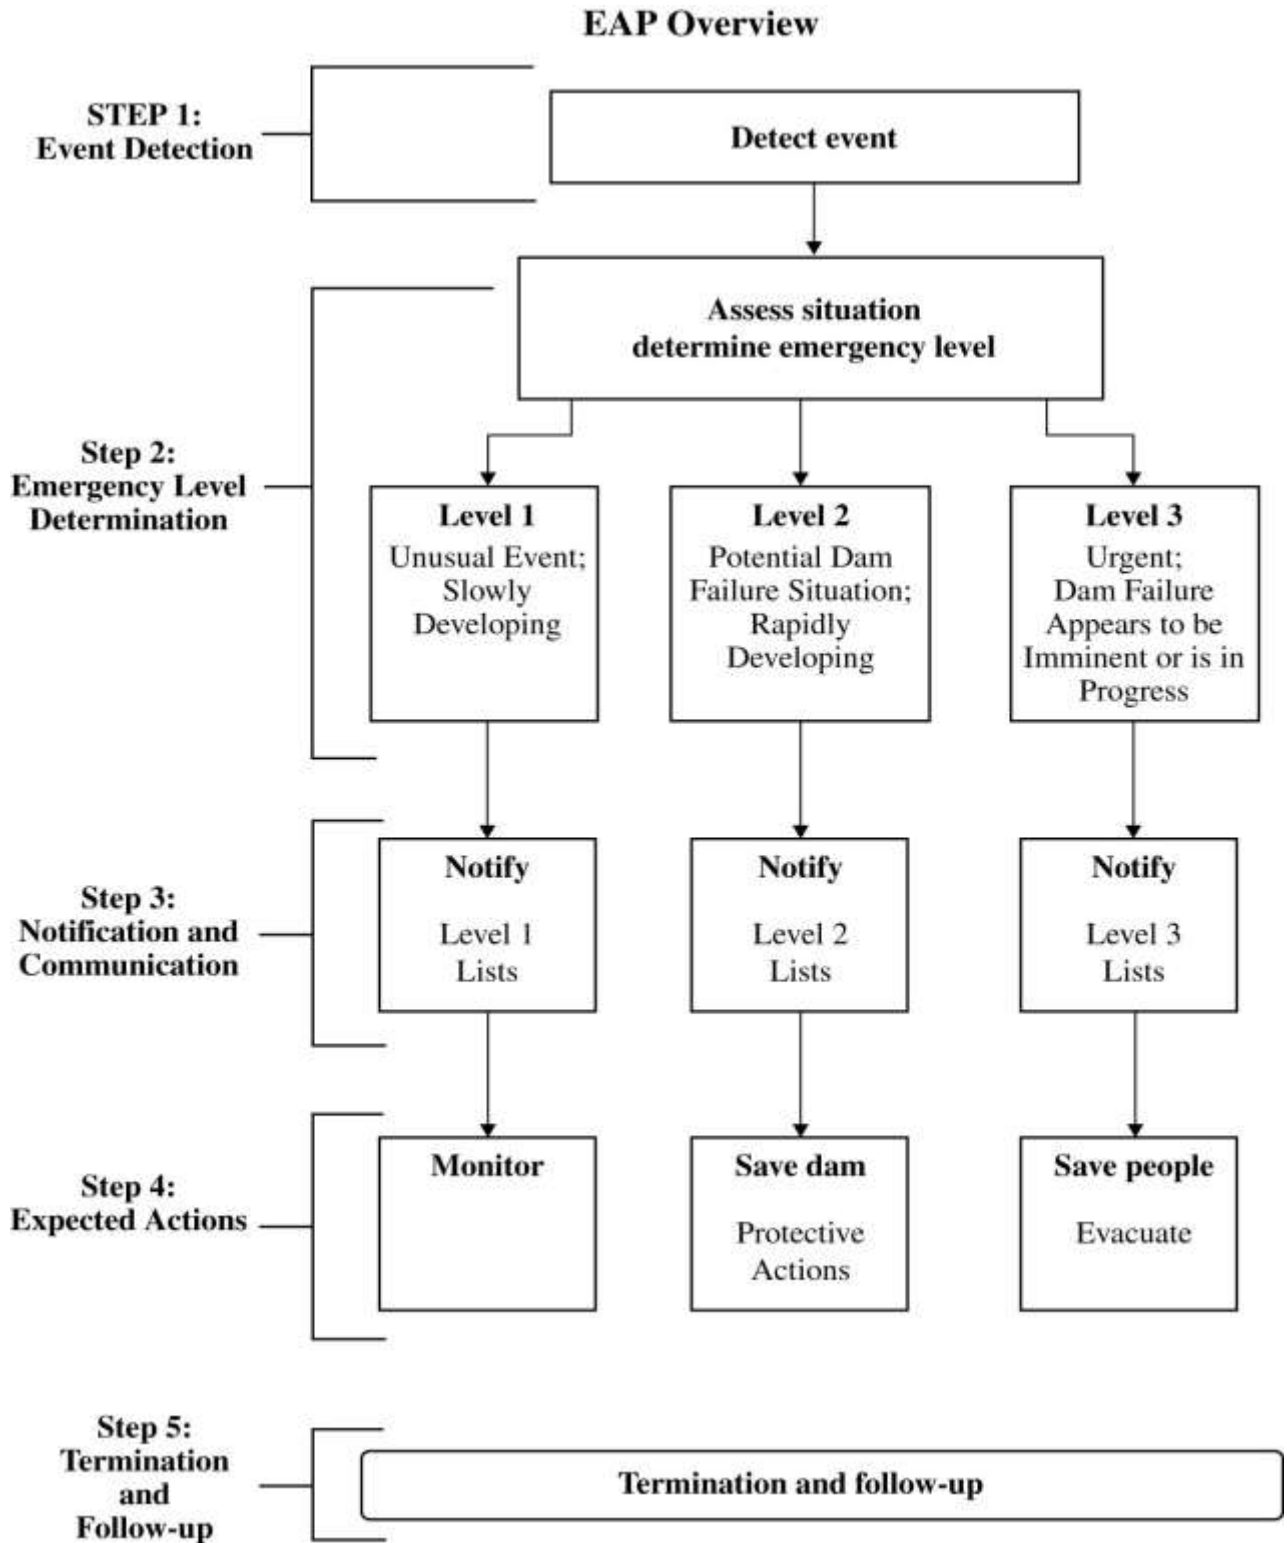 EAP Overview
STEP 1:
Event Detection
Detect event
Assess situation
determine emergency level
Step 2:
Emergency Level
Determination
Level 1
Unusual Event;
Slowly
Developing
Level 2
Potential Dam
Failure Situation;
Rapidly
Developing
Level 3
Urgent;
Dam Failure
Appears to be
Imminent or is in
Progress
Step 3:
Notification and
Communication
Notify
Level 1
Lists
Notify
Level 2
Lists
Notify
Level 3
Lists
Step 4:
Expected Actions
Monitor
Save dam
Protective
Actions
Save people
Evacuate
Step 5:
Termination
and
Follow-up
Termination and follow-up